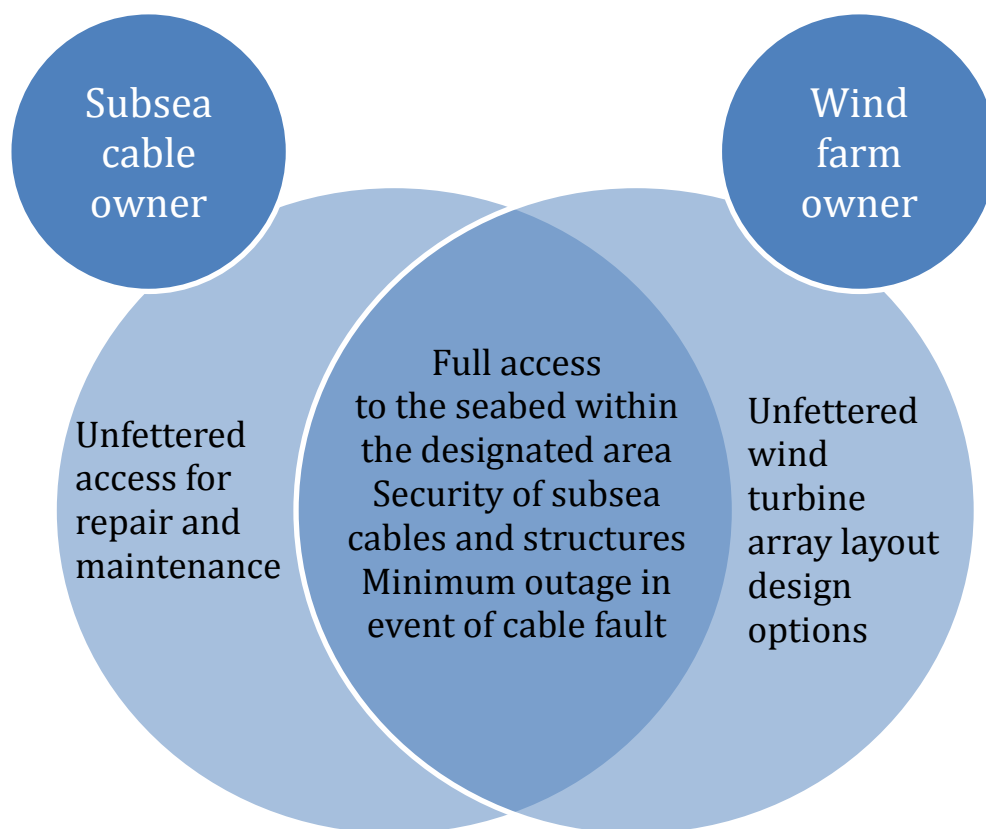 Subsea
cable
owner
Wind
farm
owner
Unfettered
access for
repair and
maintenance
Full access
to the seabed within
the designated area
Security of subsea
cables and structures
Minimum outage in
event of cable fault
Unfettered
wind
turbine
array layout
design
options